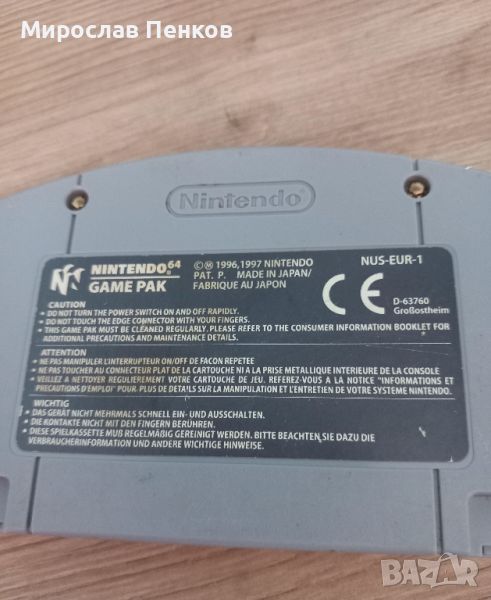 Мирослав Пенков
Nintendo
NINTENDO 64
GAME PAK
©Ⓜ 1996,1997 NINTENDO
PAT. P. MADE IN JAPAN/
FABRIQUE AU JAPON
NUS-EUR-1
CE
D-63760
Großostheim
CAUTION
• DO NOT TURN THE POWER SWITCH ON AND OFF RAPIDLY.
• DO NOT TOUCH THE EDGE CONNECTOR WITH YOUR FINGERS.
• THIS GAME PAK MUST BE CLEANED REGULARLY. PLEASE REFER TO THE CONSUMER INFORMATION BOOKLET FOR
ADDITIONAL PRECAUTIONS AND MAINTENANCE DETAILS.
ATTENTION
• NE PAS MANIPULER L'INTERRUPTEUR ON/OFF DE FACON REPETEE
• NE PAS TOUCHER AU CONNECTEUR PLAT DE LA CARTOUCHE NI A LA PRISE METALLIQUE INTERIEURE DE LA CONSOLE
• VEILLEZ A NETTOYER REGULIEREMENT VOTRE CARTOUCHE DE JEU. REFEREZ-VOUS A LA NOTICE "INFORMATIONS ET
PRECAUTIONS D'EMPLOI" POUR PLUS DE DETAILS SUR LA MANIPULATION ET L'ENTRETIEN DE VOTRE SYSTEME NINTENDO.
WICHTIG
• DAS GERÄT NICHT MEHRMALS SCHNELL EIN- UND AUSSCHALTEN.
• DIE KONTAKTE NICHT MIT DEN FINGERN BERÜHREN.
• DIESE SPIELKASSETTE MUß REGELMÄßIG GEREINIGT WERDEN. BITTE BEACHTEN SIE DAZU DIE
VERBRAUCHERINFORMATION UND ANDERE WICHTIGE HINWEISE.
BAZAR